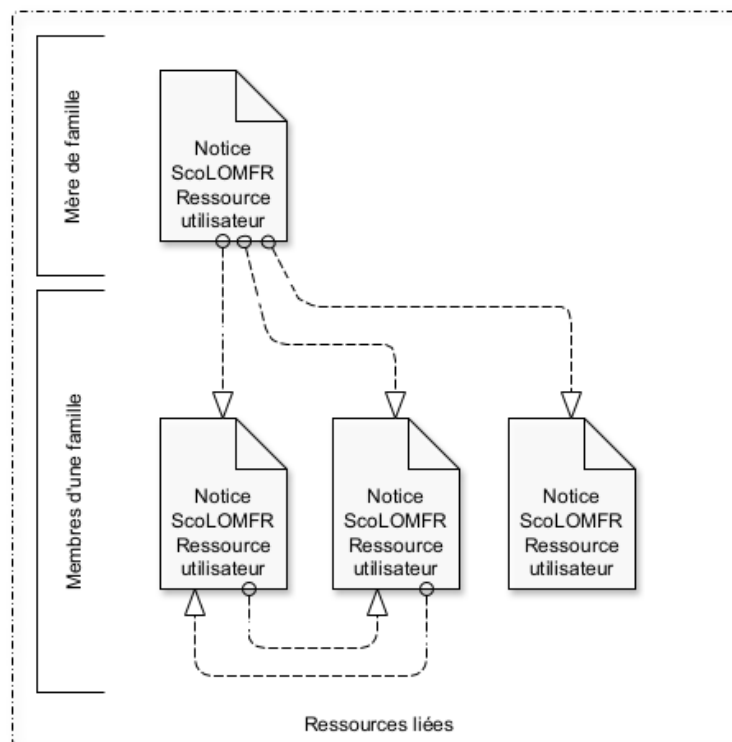 Mère de famille
Notice
ScoLOMFR
Ressource
utilisateur
Membres d'une famille
Notice
ScoLOMFR
Ressource
utilisateur
Notice
ScoLOMFR
Ressource
utilisateur
Notice
ScoLOMFR
Ressource
utilisateur
Ressources liées